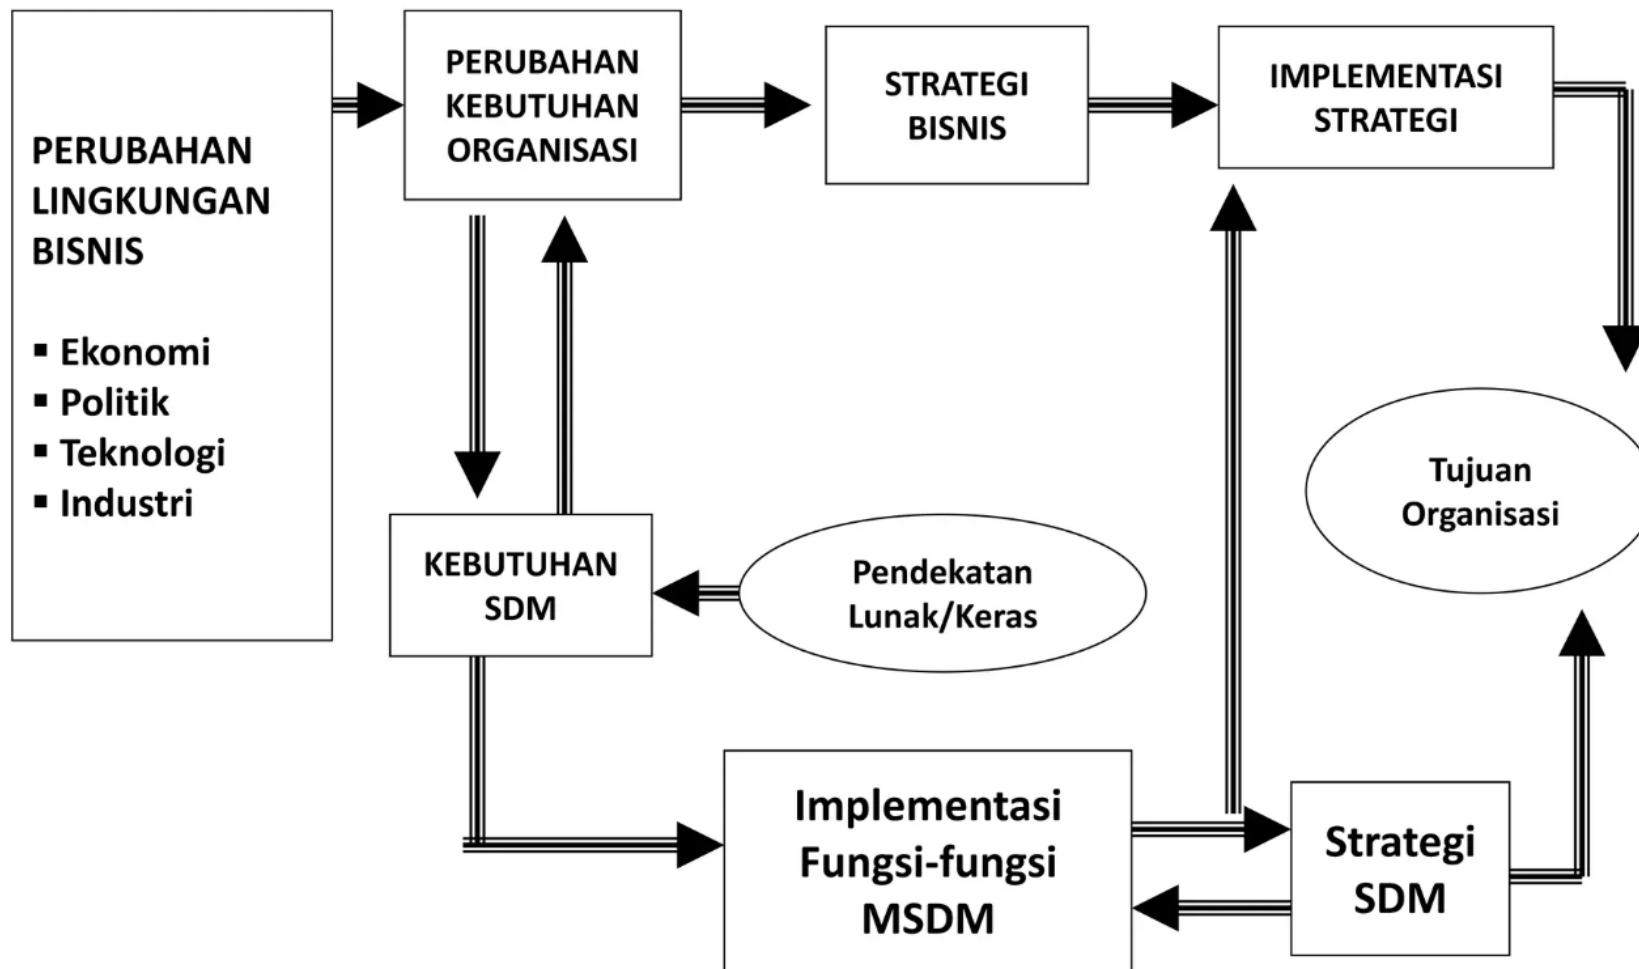 PERUBAHAN
LINGKUNGAN
BISNIS
▪ Ekonomi
▪ Politik
▪ Teknologi
▪ Industri
PERUBAHAN
KEBUTUHAN
ORGANISASI
STRATEGI
BISNIS
IMPLEMENTASI
STRATEGI
Tujuan
Organisasi
KEBUTUHAN
SDM
Pendekatan
Lunak/Keras
Implementasi
Fungsi-fungsi
MSDM
Strategi
SDM